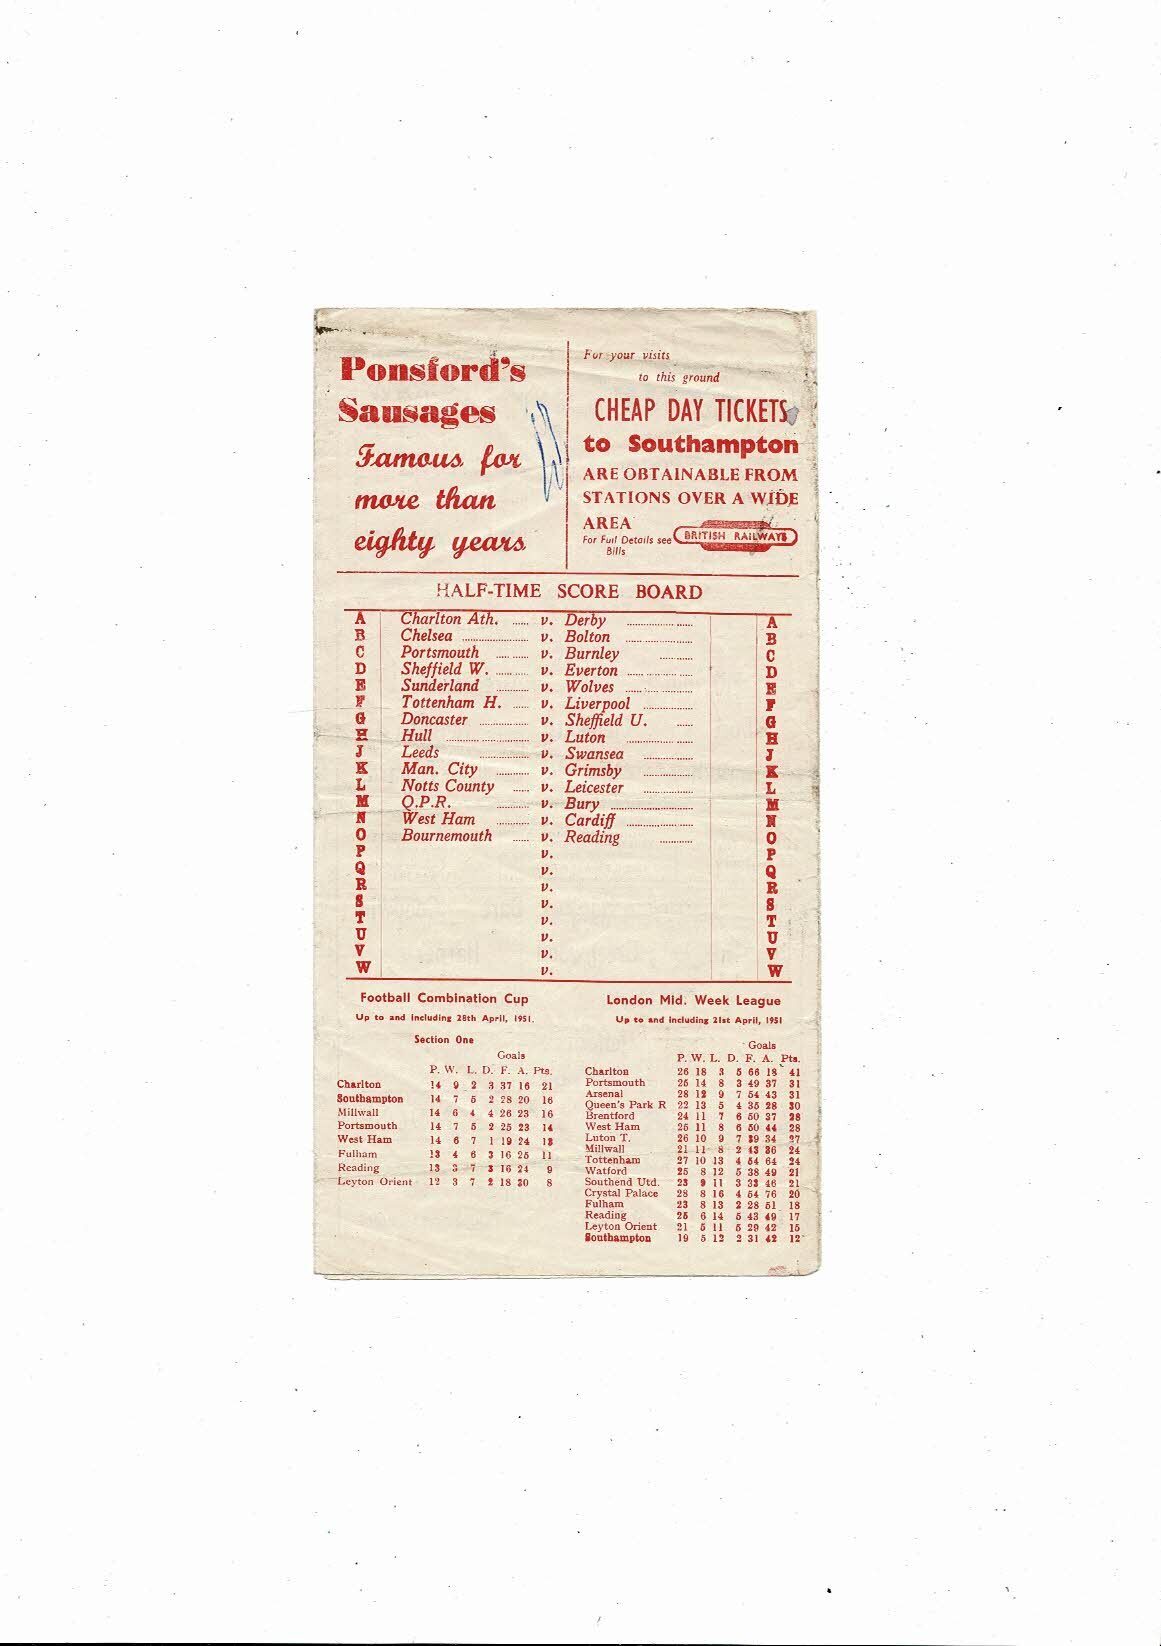 Ponsford's
Sausages
Famous for
more than
eighty years
For your visits
to this ground
CHEAP DAY TICKETS
to Southampton
ARE OBTAINABLE FROM
STATIONS OVER A WIDE
AREA
For Full Details see
Bills
BRITISH RAILWAYS
HALF-TIME SCORE BOARD
A Charlton Ath. ...... v. Derby ...................... A
B Chelsea ........................ v. Bolton ........................ B
C Portsmouth ............ v. Burnley ............ C
D Sheffield W. ............ v. Everton ........................ D
E Sunderland ............ v. Wolves ........................ E
F Tottenham H. ...... v. Liverpool .................. F
G Doncaster .................. v. Sheffield U. ...... G
H Hull .............................. v. Luton ........................ H
J Leeds .................. v. Swansea .................. J
K Man. City ............ v. Grimsby .................. K
L Notts County ...... v. Leicester .................. L
M Q.P.R. ............ v. Bury .............................. M
N West Ham ............ v. Cardiff ........................ N
O Bournemouth ...... v. Reading ............ O
P v. P
Q v. Q
R v. R
S v. S
T v. T
U v. U
V v. V
W v. W
Football Combination Cup
Up to and including 28th April, 1951.
Section One
Goals
P. W. L. D. F. A. Pts.
Charlton 14 9 2 3 37 16 21
Southampton 14 7 5 2 28 20 16
Millwall 14 6 4 4 26 23 16
Portsmouth 14 7 5 2 25 23 14
West Ham 14 6 7 1 19 24 13
Fulham 13 4 6 3 16 25 11
Reading 13 3 7 3 16 24 9
Leyton Orient 12 3 7 2 18 30 8
London Mid. Week League
Up to and including 21st April, 1951
Goals
P. W. L. D. F. A. Pts.
Charlton 26 18 3 5 66 18 41
Portsmouth 25 14 8 3 49 37 31
Arsenal 28 12 9 7 54 43 31
Queen's Park R 22 13 5 4 35 28 30
Brentford 24 11 7 6 50 37 28
West Ham 25 11 8 6 50 44 28
Luton T. 26 10 9 7 39 34 27
Millwall 21 11 8 2 43 36 24
Tottenham 27 10 13 4 54 64 24
Watford 25 8 12 5 38 49 21
Southend Utd. 23 9 11 3 33 46 21
Crystal Palace 28 8 16 4 54 76 20
Fulham 23 8 13 2 28 51 18
Reading 25 6 14 5 43 49 17
Leyton Orient 21 5 11 5 29 42 15
Southampton 19 5 12 2 31 42 12